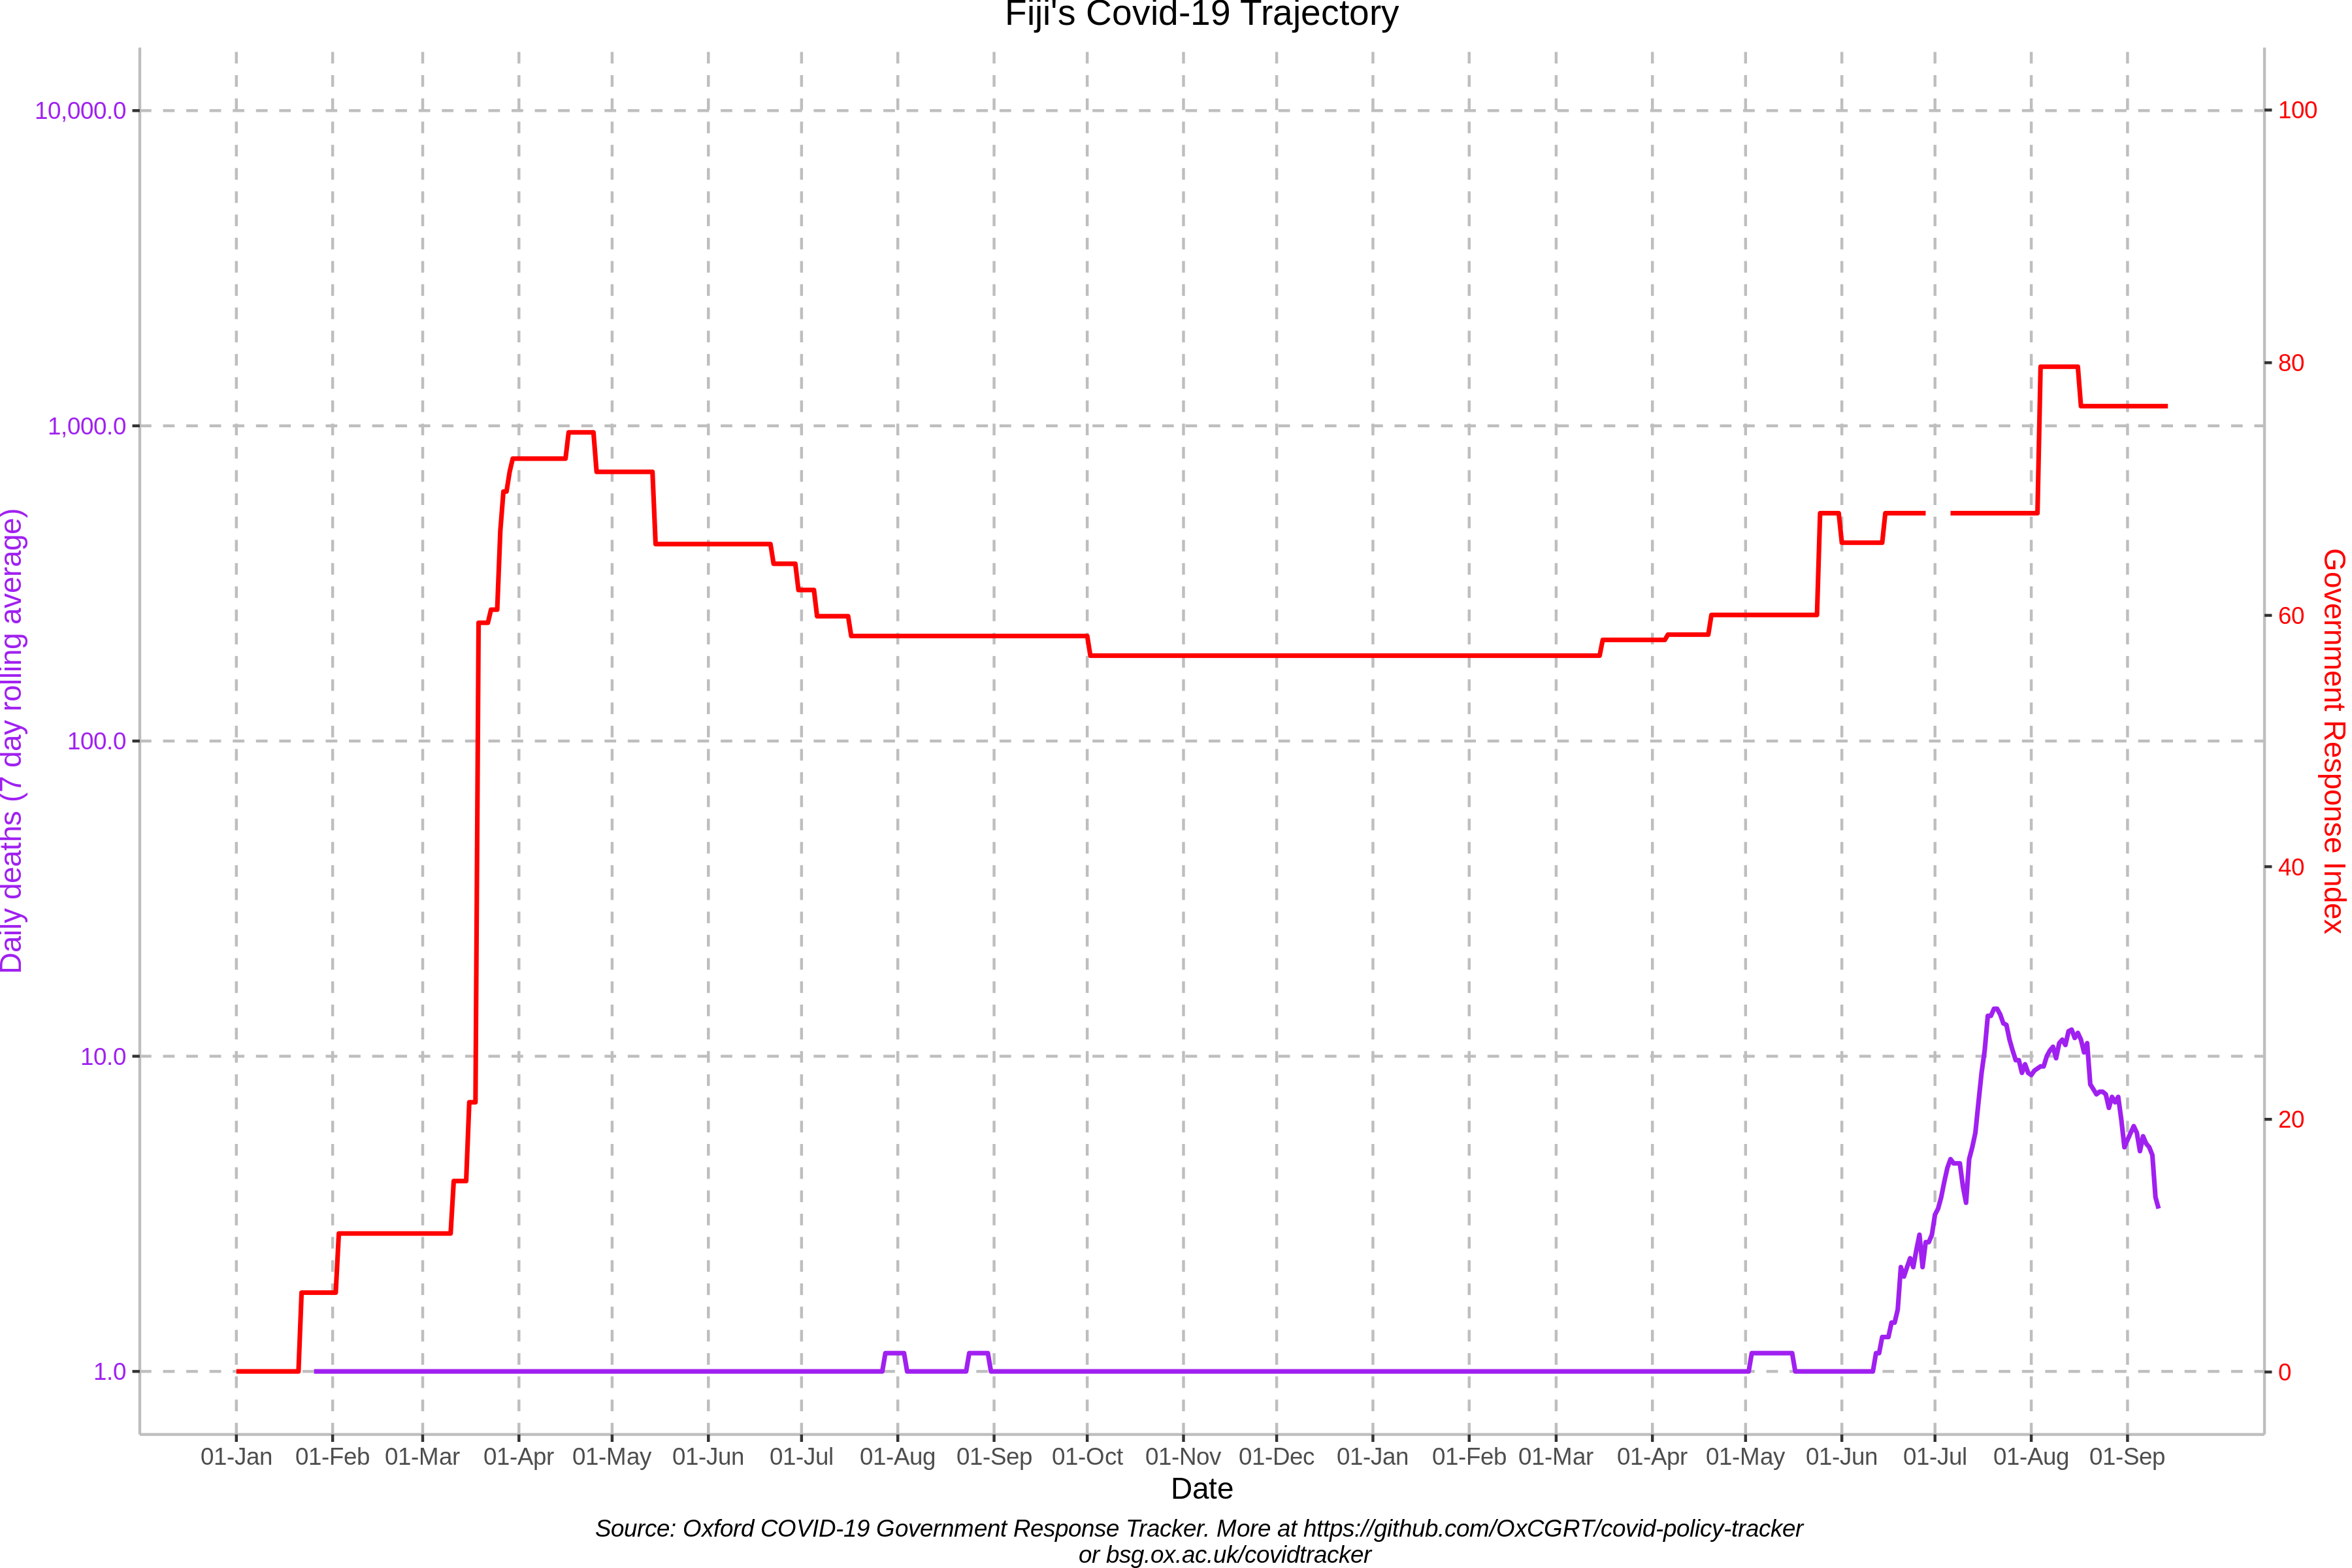 Fiji's Covid-19 Trajectory
10,000.0
1,000.0
100.0
10.0
1.0
Daily deaths (7 day rolling average)
100
80
60
40
20
0
Government Response Index
01-Jan 01-Feb 01-Mar 01-Apr 01-May 01-Jun 01-Jul 01-Aug 01-Sep 01-Oct 01-Nov 01-Dec 01-Jan 01-Feb 01-Mar 01-Apr 01-May 01-Jun 01-Jul 01-Aug 01-Sep
Date
Source: Oxford COVID-19 Government Response Tracker. More at https://github.com/OxCGRT/covid-policy-tracker
or bsg.ox.ac.uk/covidtracker